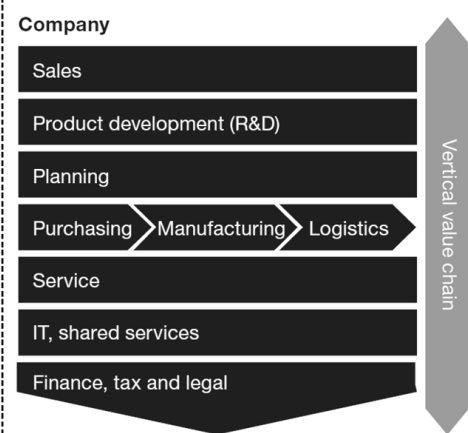 Company
Sales
Product development (R&D)
Planning
Purchasing Manufacturing Logistics
Service
IT, shared services
Finance, tax and legal
Vertical value chain